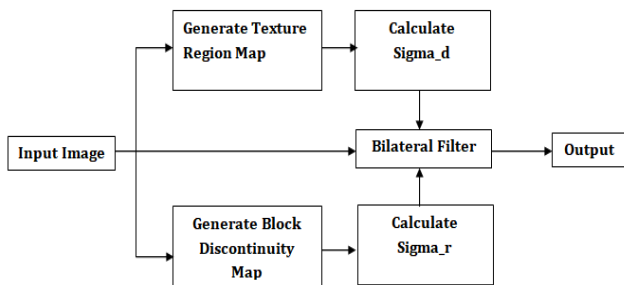 Generate Texture
Region Map
Calculate
Sigma_d
Input Image
Bilateral Filter
Output
Generate Block
Discontinuity
Map
Calculate
Sigma_r